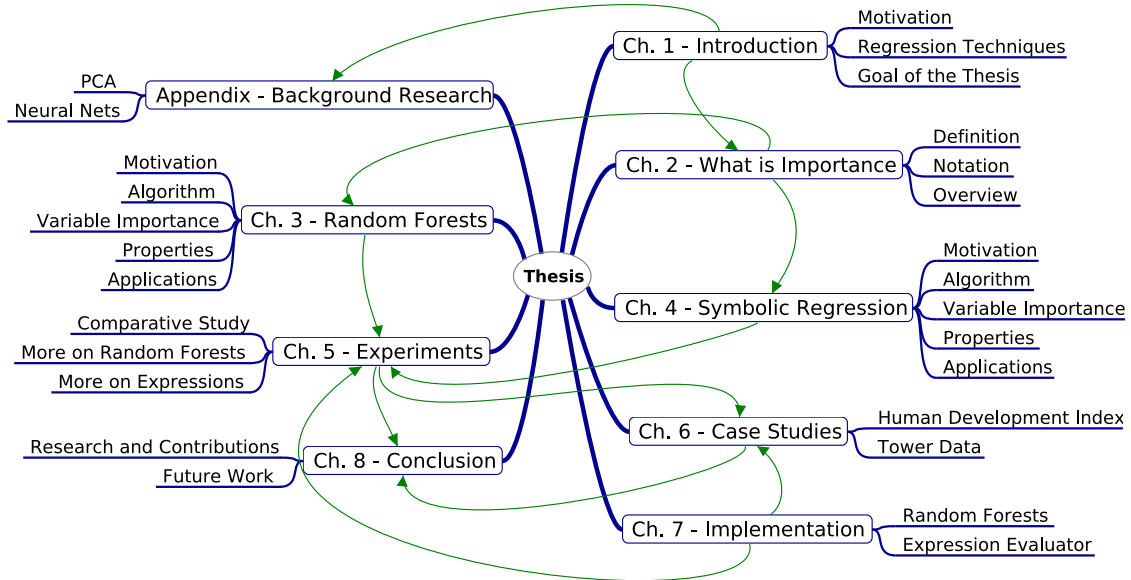 Thesis
Ch. 1 - Introduction
Motivation
Regression Techniques
Goal of the Thesis
Appendix - Background Research
PCA
Neural Nets
Ch. 2 - What is Importance
Definition
Notation
Overview
Ch. 3 - Random Forests
Motivation
Algorithm
Variable Importance
Properties
Applications
Ch. 4 - Symbolic Regression
Motivation
Algorithm
Variable Importance
Properties
Applications
Ch. 5 - Experiments
Comparative Study
More on Random Forests
More on Expressions
Ch. 6 - Case Studies
Human Development Index
Tower Data
Ch. 8 - Conclusion
Research and Contributions
Future Work
Ch. 7 - Implementation
Random Forests
Expression Evaluator